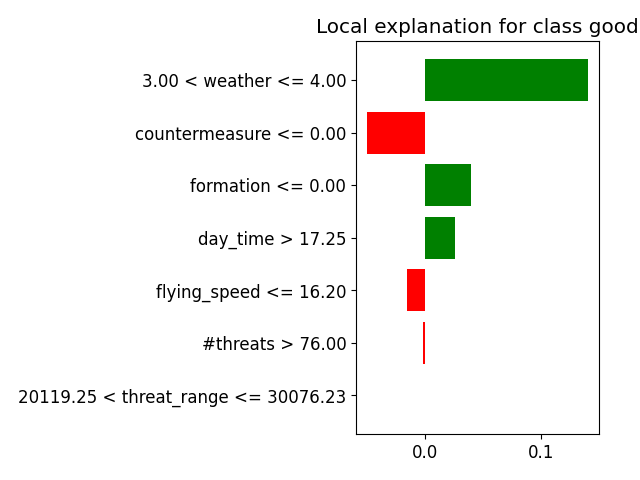 Local explanation for class good
3.00 < weather <= 4.00
countermeasure <= 0.00
formation <= 0.00
day_time > 17.25
flying_speed <= 16.20
#threats > 76.00
20119.25 < threat_range <= 30076.23
0.0 0.1